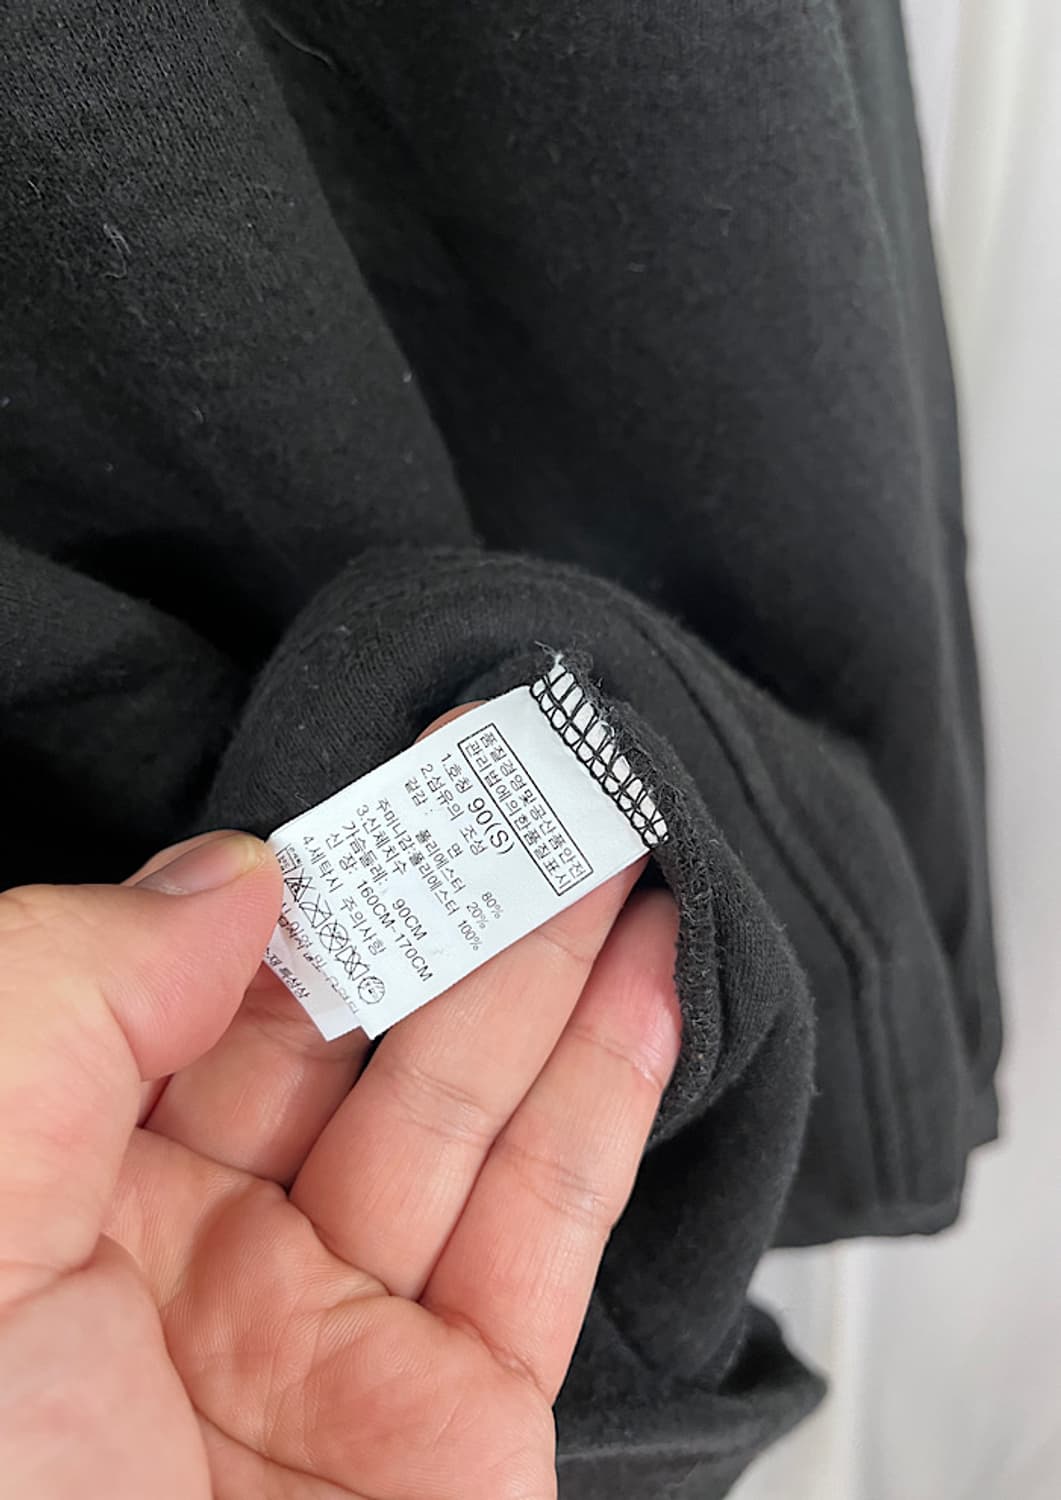 품질경영및공산품안전
관리법에의한품질표시
1.호칭 90(S)
2.섬유의 조성
겉감 : 면 80%
폴리에스터 20%
주머니감:폴리에스터 100%
3.신체치수
가슴둘레: 90CM
신 장: 160CM~170CM
4.세탁시 주의사항